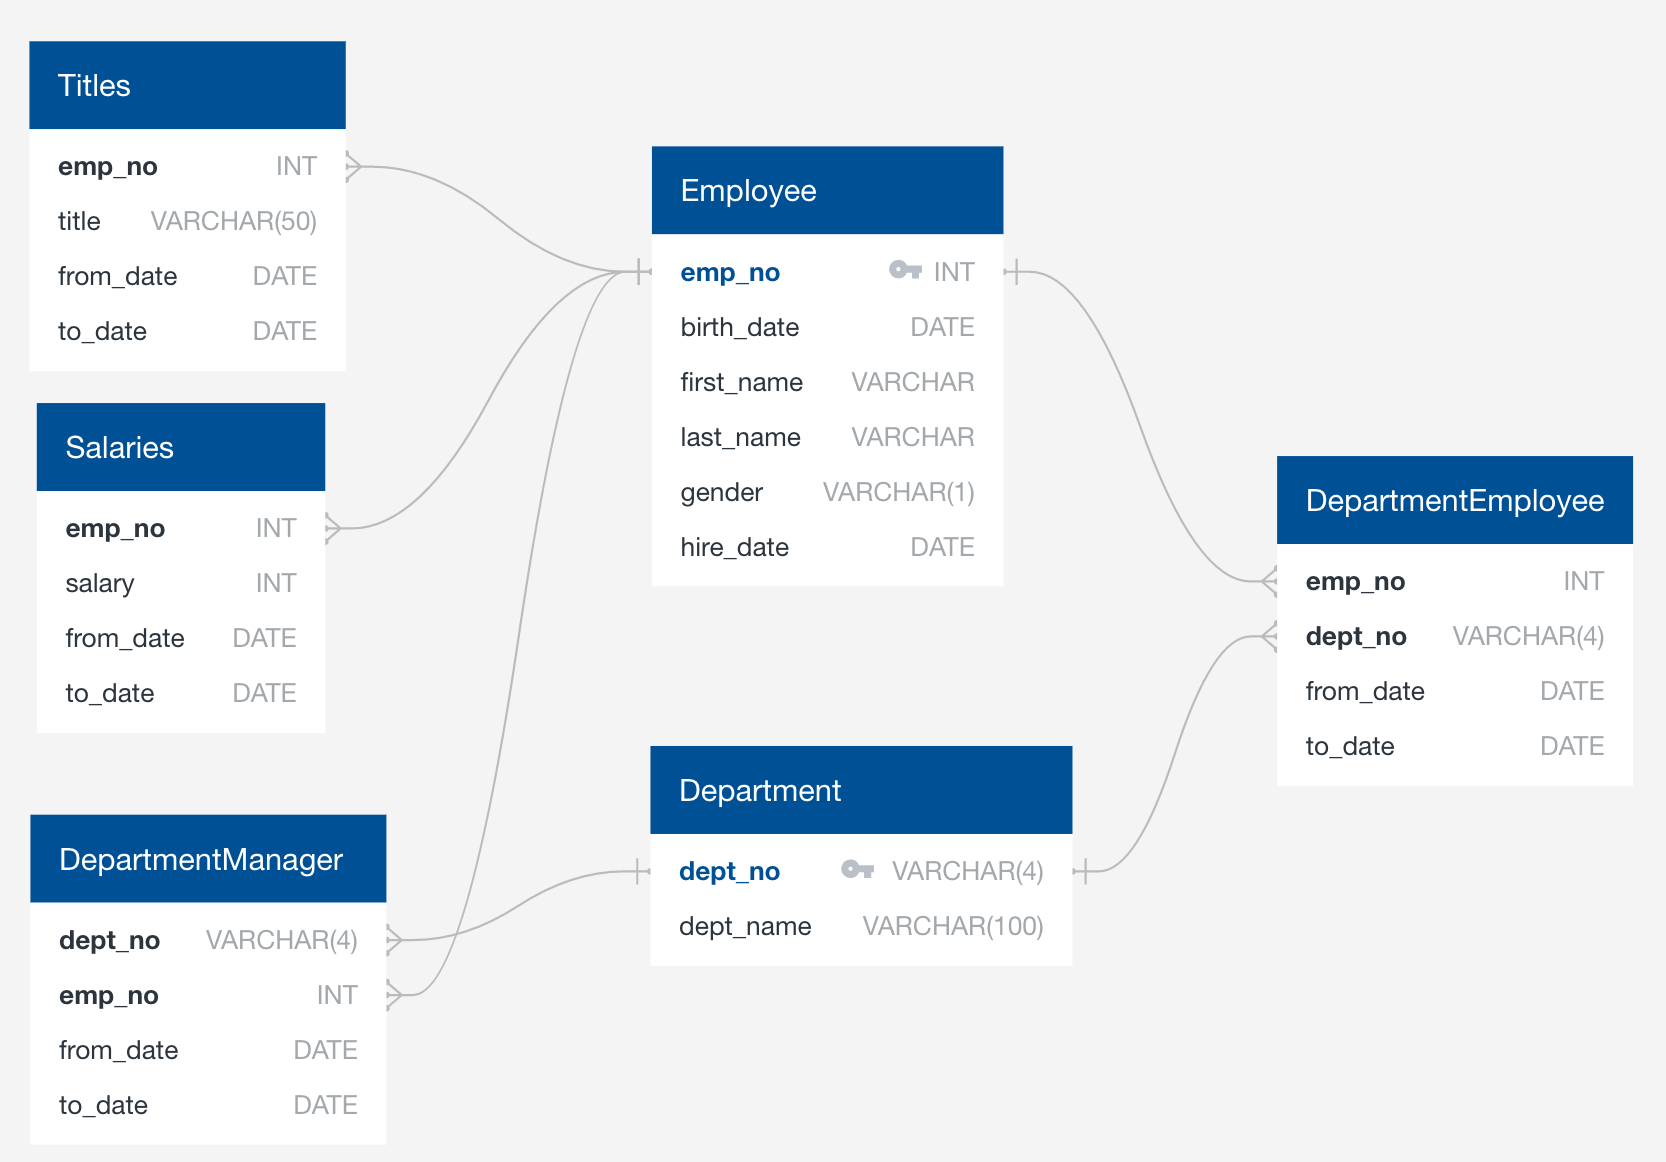 Titles
emp_no INT
title VARCHAR(50)
from_date DATE
to_date DATE
Salaries
emp_no INT
salary INT
from_date DATE
to_date DATE
DepartmentManager
dept_no VARCHAR(4)
emp_no INT
from_date DATE
to_date DATE
Employee
emp_no INT
birth_date DATE
first_name VARCHAR
last_name VARCHAR
gender VARCHAR(1)
hire_date DATE
Department
dept_no VARCHAR(4)
dept_name VARCHAR(100)
DepartmentEmployee
emp_no INT
dept_no VARCHAR(4)
from_date DATE
to_date DATE